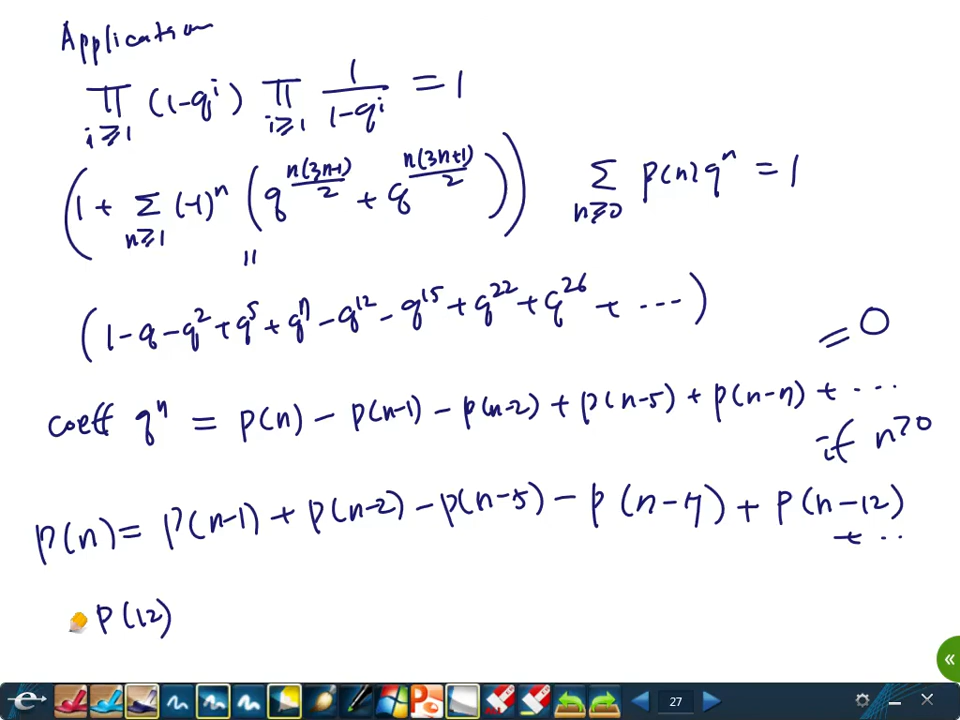 Application
∏_{i≥1} (1-q^i) ∏_{i≥1} 1/(1-q^i) = 1
(1 + Σ_{n≥1} (-1)^n (q^{n(3n-1)/2} + q^{n(3n+1)/2})) Σ_{n≥0} p(n) q^n = 1
||
(1 - q - q^2 + q^5 + q^7 - q^12 - q^15 + q^22 + q^26 + ...)
= 0
coeff q^n = p(n) - p(n-1) - p(n-2) + p(n-5) + p(n-7) + ...
if n>0
p(n) = p(n-1) + p(n-2) - p(n-5) - p(n-7) + p(n-12)
+ ..
p(12)
27